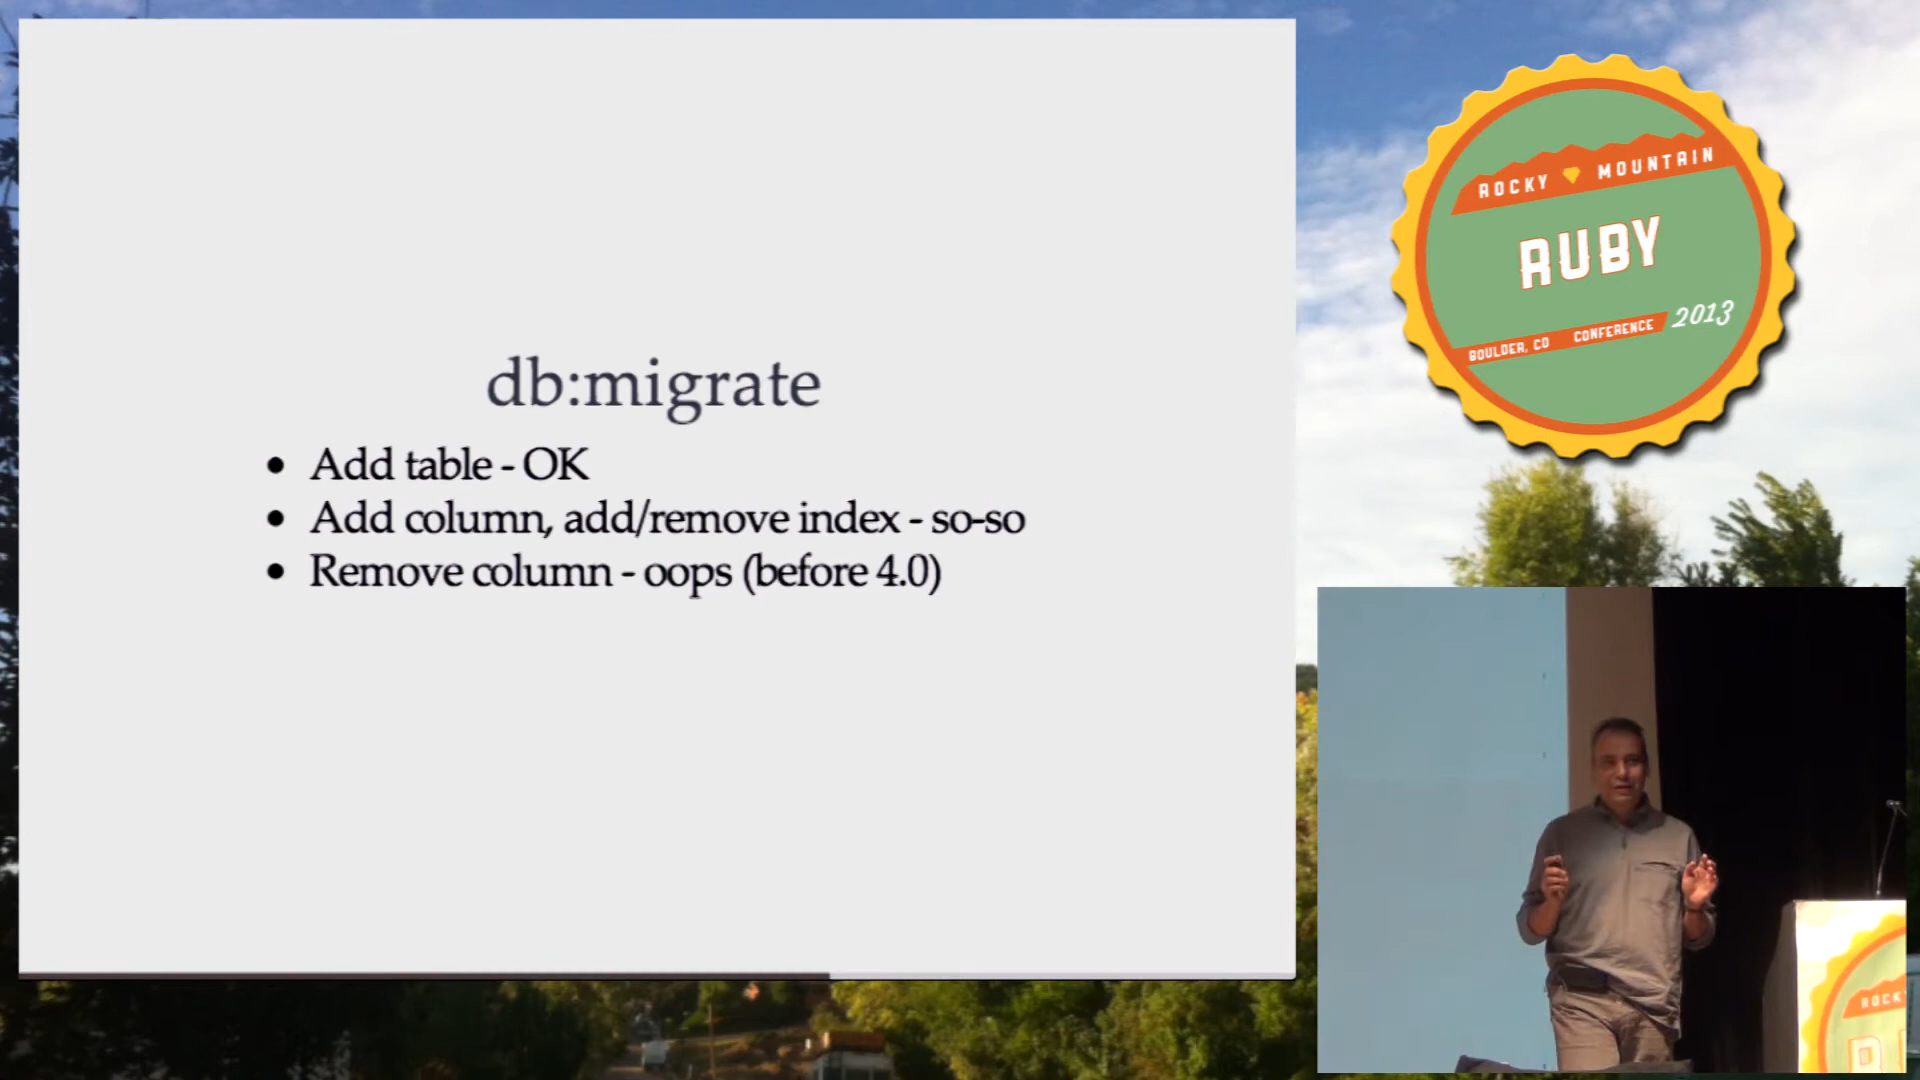 db:migrate
• Add table - OK
• Add column, add/remove index - so-so
• Remove column - oops (before 4.0)
ROCKY MOUNTAIN
RUBY
BOULDER, CO CONFERENCE 2013
ROCK